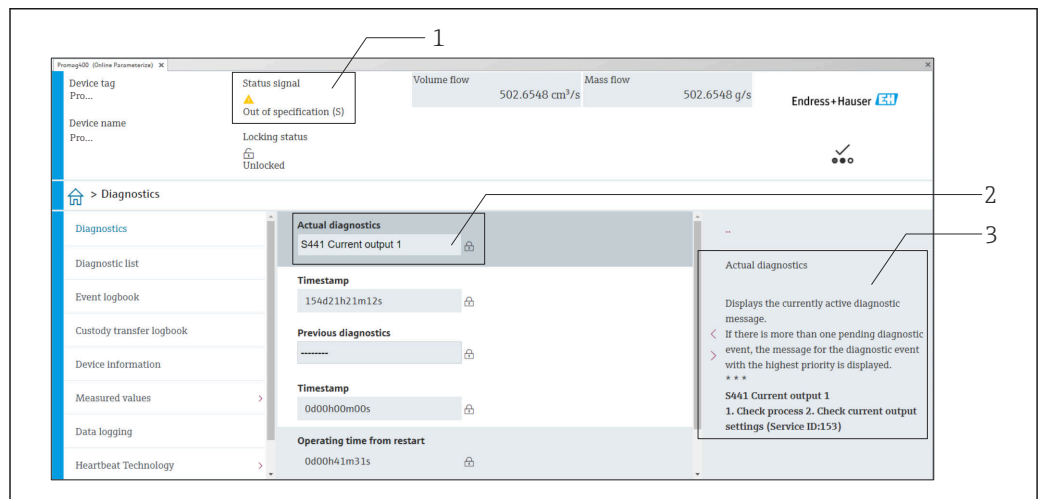 1
Promag400 (Online Parameterize)
Device tag
Pro...
Device name
Pro...
Status signal
Out of specification (S)
Locking status
Unlocked
Volume flow
502.6548 cm³/s
Mass flow
502.6548 g/s
Endress+Hauser EH
> Diagnostics
2
3
Diagnostics
Diagnostic list
Event logbook
Custody transfer logbook
Device information
Measured values >
Data logging
Heartbeat Technology >
Actual diagnostics
S441 Current output 1
Timestamp
154d21h21m12s
Previous diagnostics
--------
Timestamp
0d00h00m00s
Operating time from restart
0d00h41m31s
..
Actual diagnostics
Displays the currently active diagnostic
message.
If there is more than one pending diagnostic
event, the message for the diagnostic event
with the highest priority is displayed.
* * *
S441 Current output 1
1. Check process 2. Check current output
settings (Service ID:153)